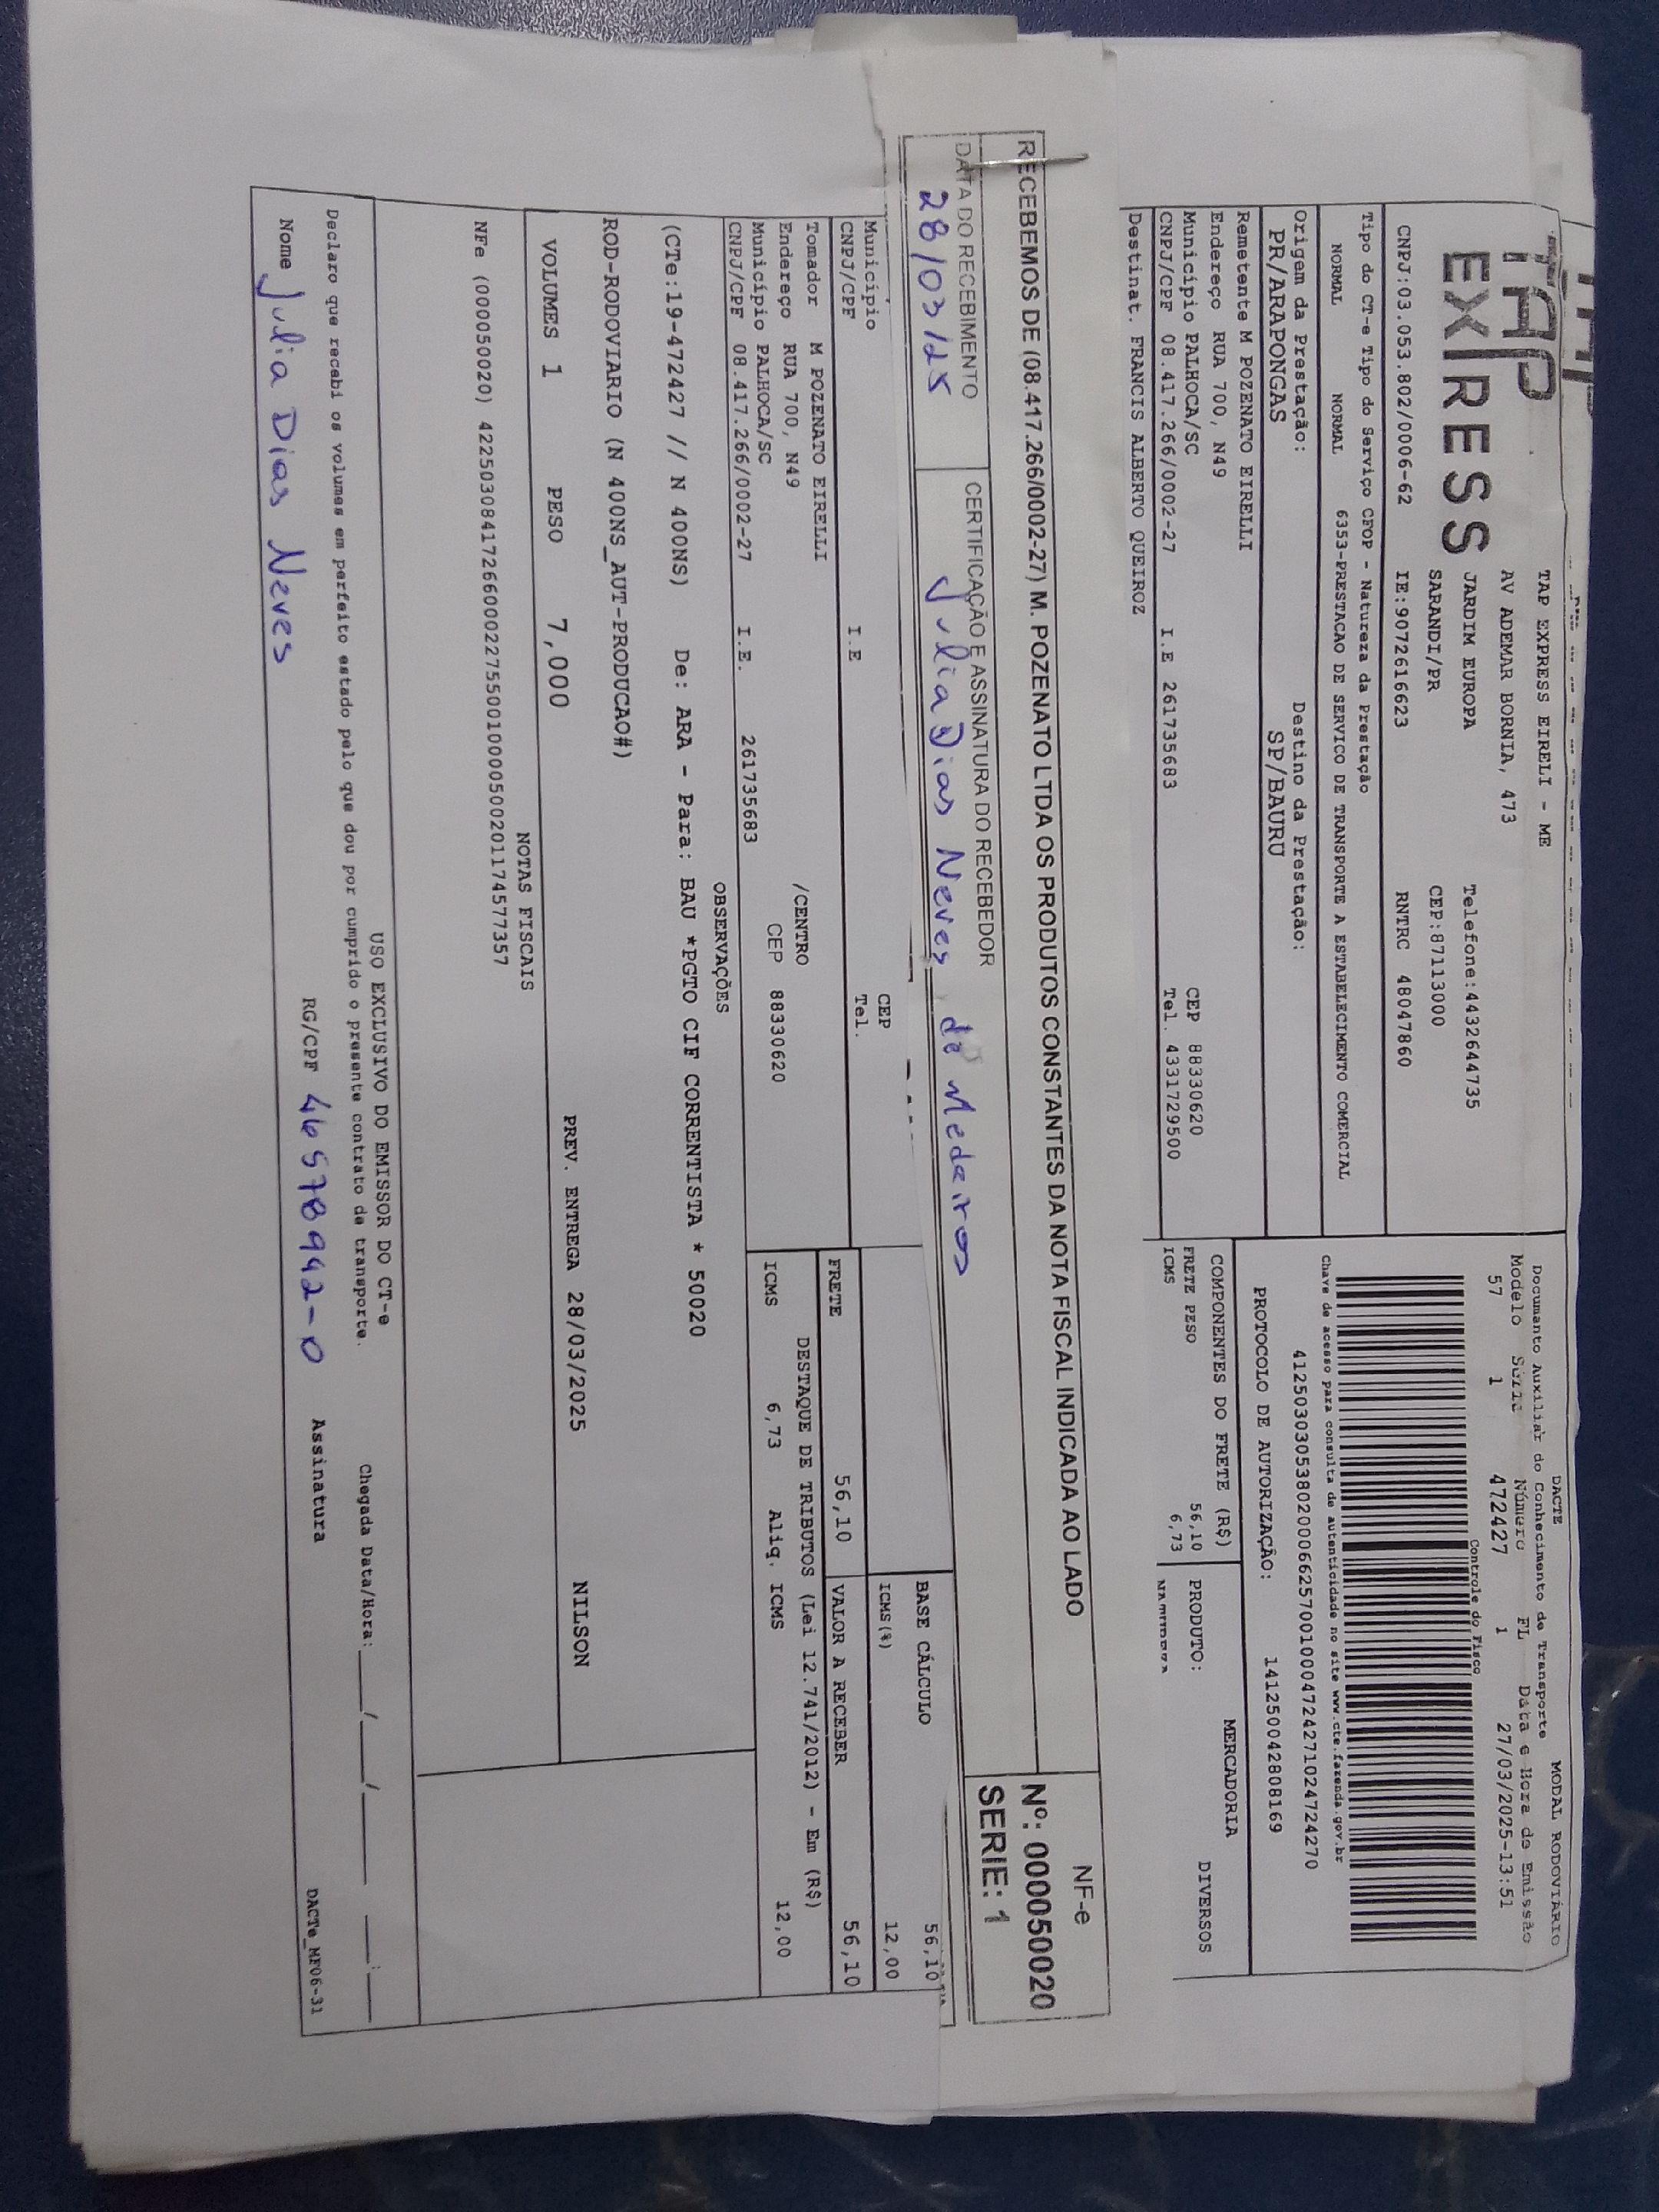 TAP
EXPRESS
TAP EXPRESS EIRELI - ME
AV ADEMAR BORNIA, 473
JARDIM EUROPA
Telefone:4432644735
SARANDI/PR
CEP:87113000
CNPJ:03.053.802/0006-62
IE:9072616623
RNTRC 48047860
DACTE
MODAL RODOVIÁRIO
Documento Auxiliar do Conhecimento de Transporte
Modelo Série Número FL Data e Hora de Emissão
57 1 472427 1 27/03/2025-13:51
Controle do Fisco
Tipo do CT-e Tipo do Serviço CFOP - Natureza da Prestação
NORMAL NORMAL 6353-PRESTACAO DE SERVICO DE TRANSPORTE A ESTABELECIMENTO COMERCIAL
Chave de acesso para consulta de autenticidade no site www.cte.fazenda.gov.br
41250303053802000662570010004724271024724270
Origem da Prestação:
Destino da Prestação:
PR/ARAPONGAS
SP/BAURU
PROTOCOLO DE AUTORIZAÇÃO: 141250042808169
Remetente M POZENATO EIRELLI
Endereço RUA 700, N49
Município PALHOCA/SC
CEP 88330620
CNPJ/CPF 08.417.266/0002-27 I.E 261735683 Tel. 4331729500
Destinat. FRANCIS ALBERTO QUEIROZ
COMPONENTES DO FRETE (R$)
FRETE PESO 56,10
ICMS 6,73
MERCADORIA
PRODUTO: DIVERSOS
RECEBEMOS DE (08.417.266/0002-27) M. POZENATO LTDA OS PRODUTOS CONSTANTES DA NOTA FISCAL INDICADA AO LADO
DATA DO RECEBIMENTO
28/03/25
CERTIFICAÇÃO E ASSINATURA DO RECEBEDOR
Julia Dias Neves de Medeiros
NF-e
Nº: 000050020
SERIE: 1
Município
CEP
CNPJ/CPF I.E Tel.
BASE CÁLCULO 56,10
ICMS(%) 12,00
Tomador M POZENATO EIRELLI
Endereço RUA 700, N49 /CENTRO
Município PALHOCA/SC CEP 88330620
CNPJ/CPF 08.417.266/0002-27 I.E. 261735683
FRETE 56,10
VALOR A RECEBER 56,10
DESTAQUE DE TRIBUTOS (Lei 12.741/2012) - Em (R$)
ICMS 6,73 Aliq. ICMS 12,00
OBSERVAÇÕES
(CTe:19-472427 // N 400NS) De: ARA - Para: BAU *PGTO CIF CORRENTISTA * 50020
ROD-RODOVIARIO (N 400NS_AUT-PRODUCAO#)
VOLUMES 1 PESO 7,000 PREV. ENTREGA 28/03/2025 NILSON
NOTAS FISCAIS
NFe (000050020) 42250308417266000227550010000500201174577357
USO EXCLUSIVO DO EMISSOR DO CT-e
Declaro que recebi os volumes em perfeito estado pelo que dou por cumprido o presente contrato de transporte. Chegada Data/Hora: ___/___/_____ ___:___
Nome Julia Dias Neves RG/CPF 46578942-0 Assinatura
DACTe_MF06-31